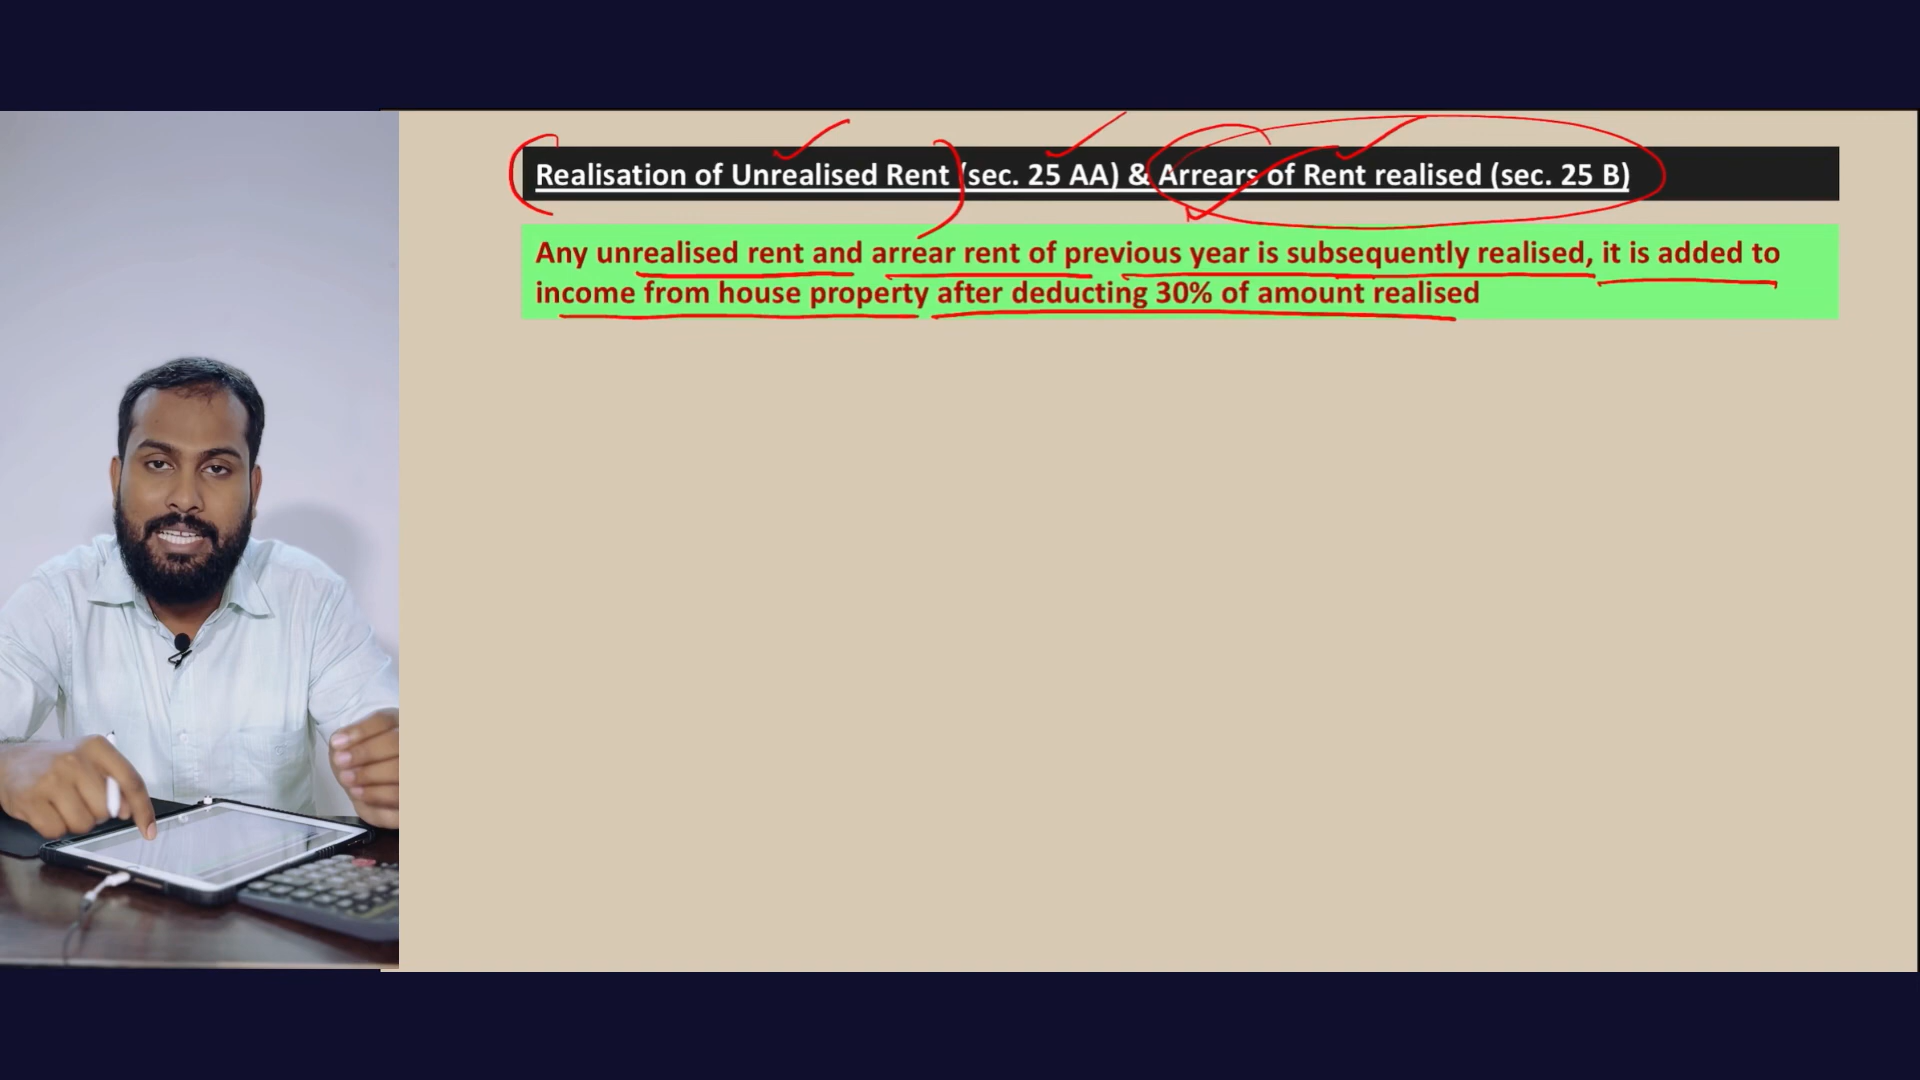 Realisation of Unrealised Rent (sec. 25 AA) & Arrears of Rent realised (sec. 25 B)
Any unrealised rent and arrear rent of previous year is subsequently realised, it is added to
income from house property after deducting 30% of amount realised